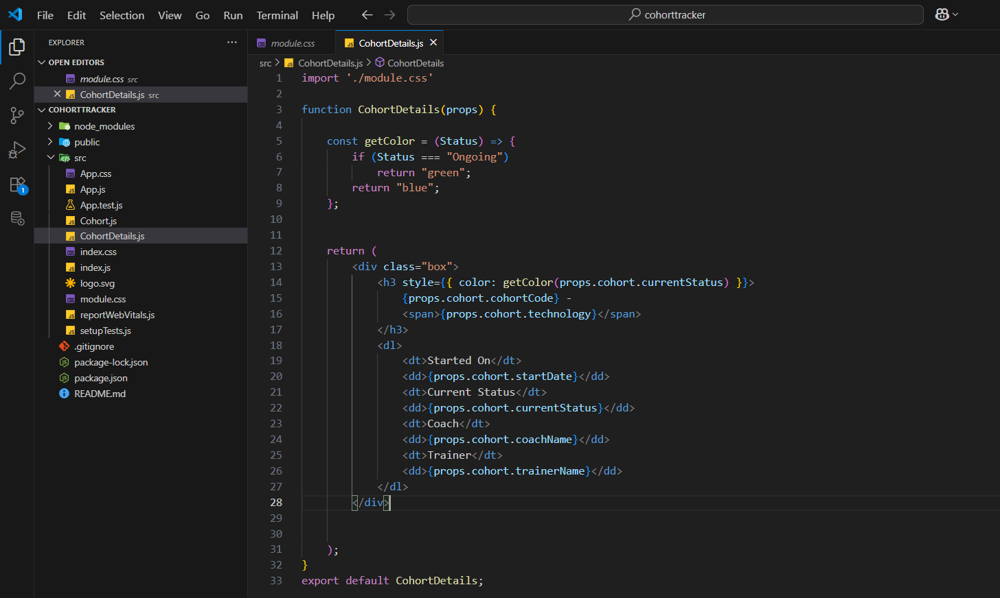 File Edit Selection View Go Run Terminal Help
cohorttracker
EXPLORER
OPEN EDITORS
module.css src
CohortDetails.js src
COHORTTRACKER
node_modules
public
src
App.css
App.js
App.test.js
Cohort.js
CohortDetails.js
index.css
index.js
logo.svg
module.css
reportWebVitals.js
setupTests.js
.gitignore
package-lock.json
package.json
README.md
1
module.css
CohortDetails.js
src > CohortDetails.js > CohortDetails
1 import './module.css'
2
3 function CohortDetails(props) {
4
5 const getColor = (Status) => {
6 if (Status === "Ongoing")
7 return "green";
8 return "blue";
9 };
10
11
12 return (
13 <div class="box">
14 <h3 style={{ color: getColor(props.cohort.currentStatus) }}>
15 {props.cohort.cohortCode} -
16 <span>{props.cohort.technology}</span>
17 </h3>
18 <dl>
19 <dt>Started On</dt>
20 <dd>{props.cohort.startDate}</dd>
21 <dt>Current Status</dt>
22 <dd>{props.cohort.currentStatus}</dd>
23 <dt>Coach</dt>
24 <dd>{props.cohort.coachName}</dd>
25 <dt>Trainer</dt>
26 <dd>{props.cohort.trainerName}</dd>
27 </dl>
28 </div>
29
30
31 );
32 }
33 export default CohortDetails;